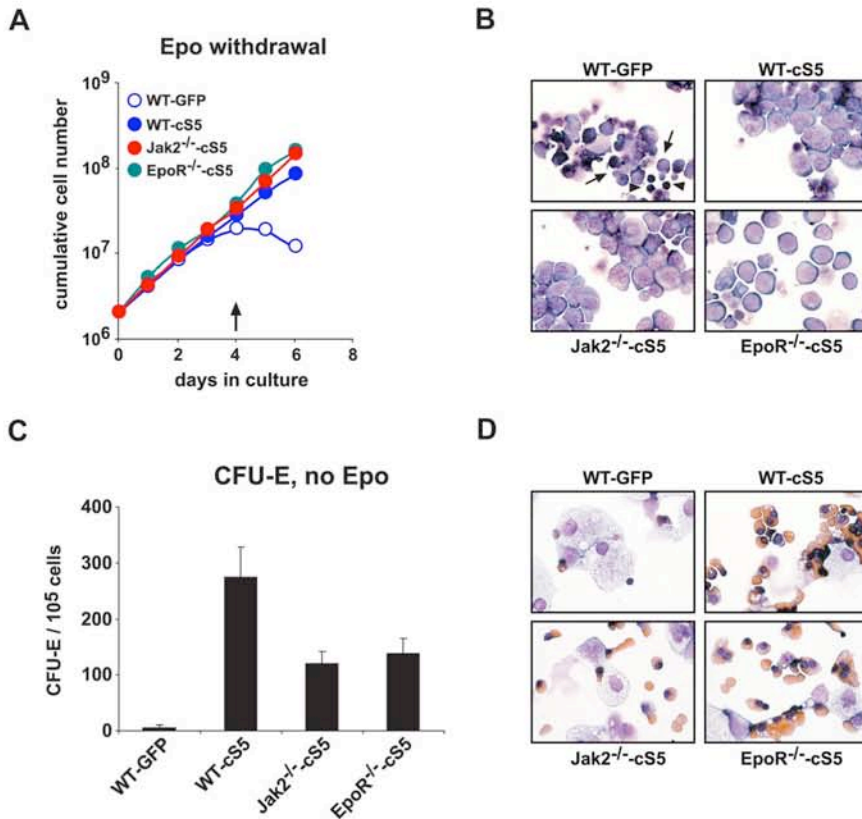 A
Epo withdrawal
cumulative cell number
10⁹
10⁸
10⁷
10⁶
WT-GFP
WT-cS5
Jak2-/--cS5
EpoR-/--cS5
0
2
4
6
8
days in culture
B
WT-GFP
WT-cS5
Jak2-/--cS5
EpoR-/--cS5
C
CFU-E, no Epo
CFU-E / 10⁵ cells
400
300
200
100
0
WT-GFP
WT-cS5
Jak2-/--cS5
EpoR-/--cS5
D
WT-GFP
WT-cS5
Jak2-/--cS5
EpoR-/--cS5